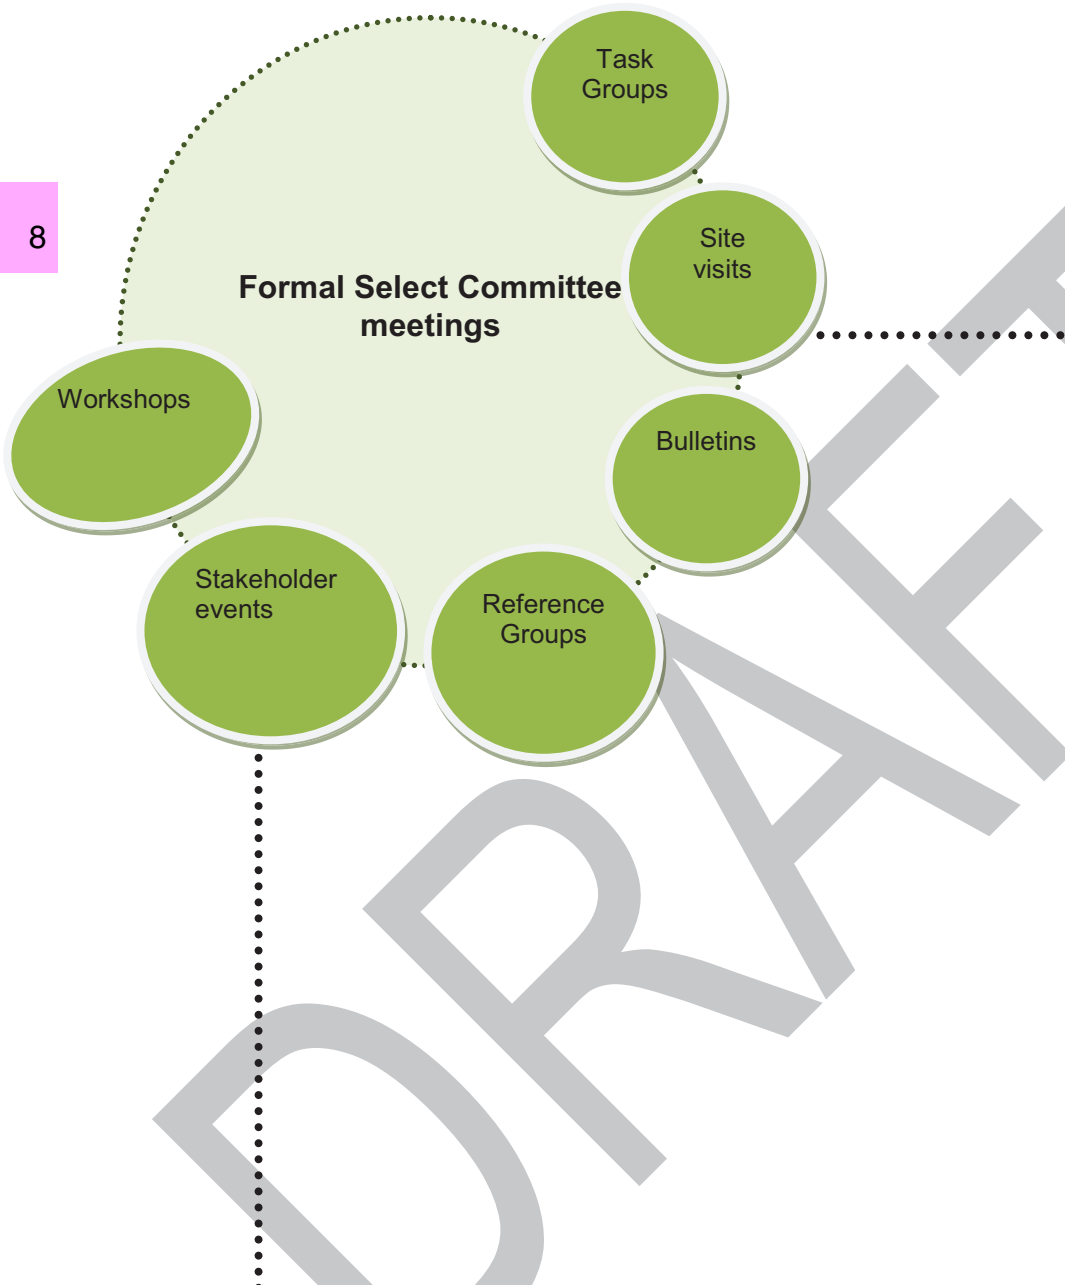 Task
Groups
8
Site
visits
Formal Select Committee
meetings
Workshops
Bulletins
Stakeholder
events
Reference
Groups
DRAFT